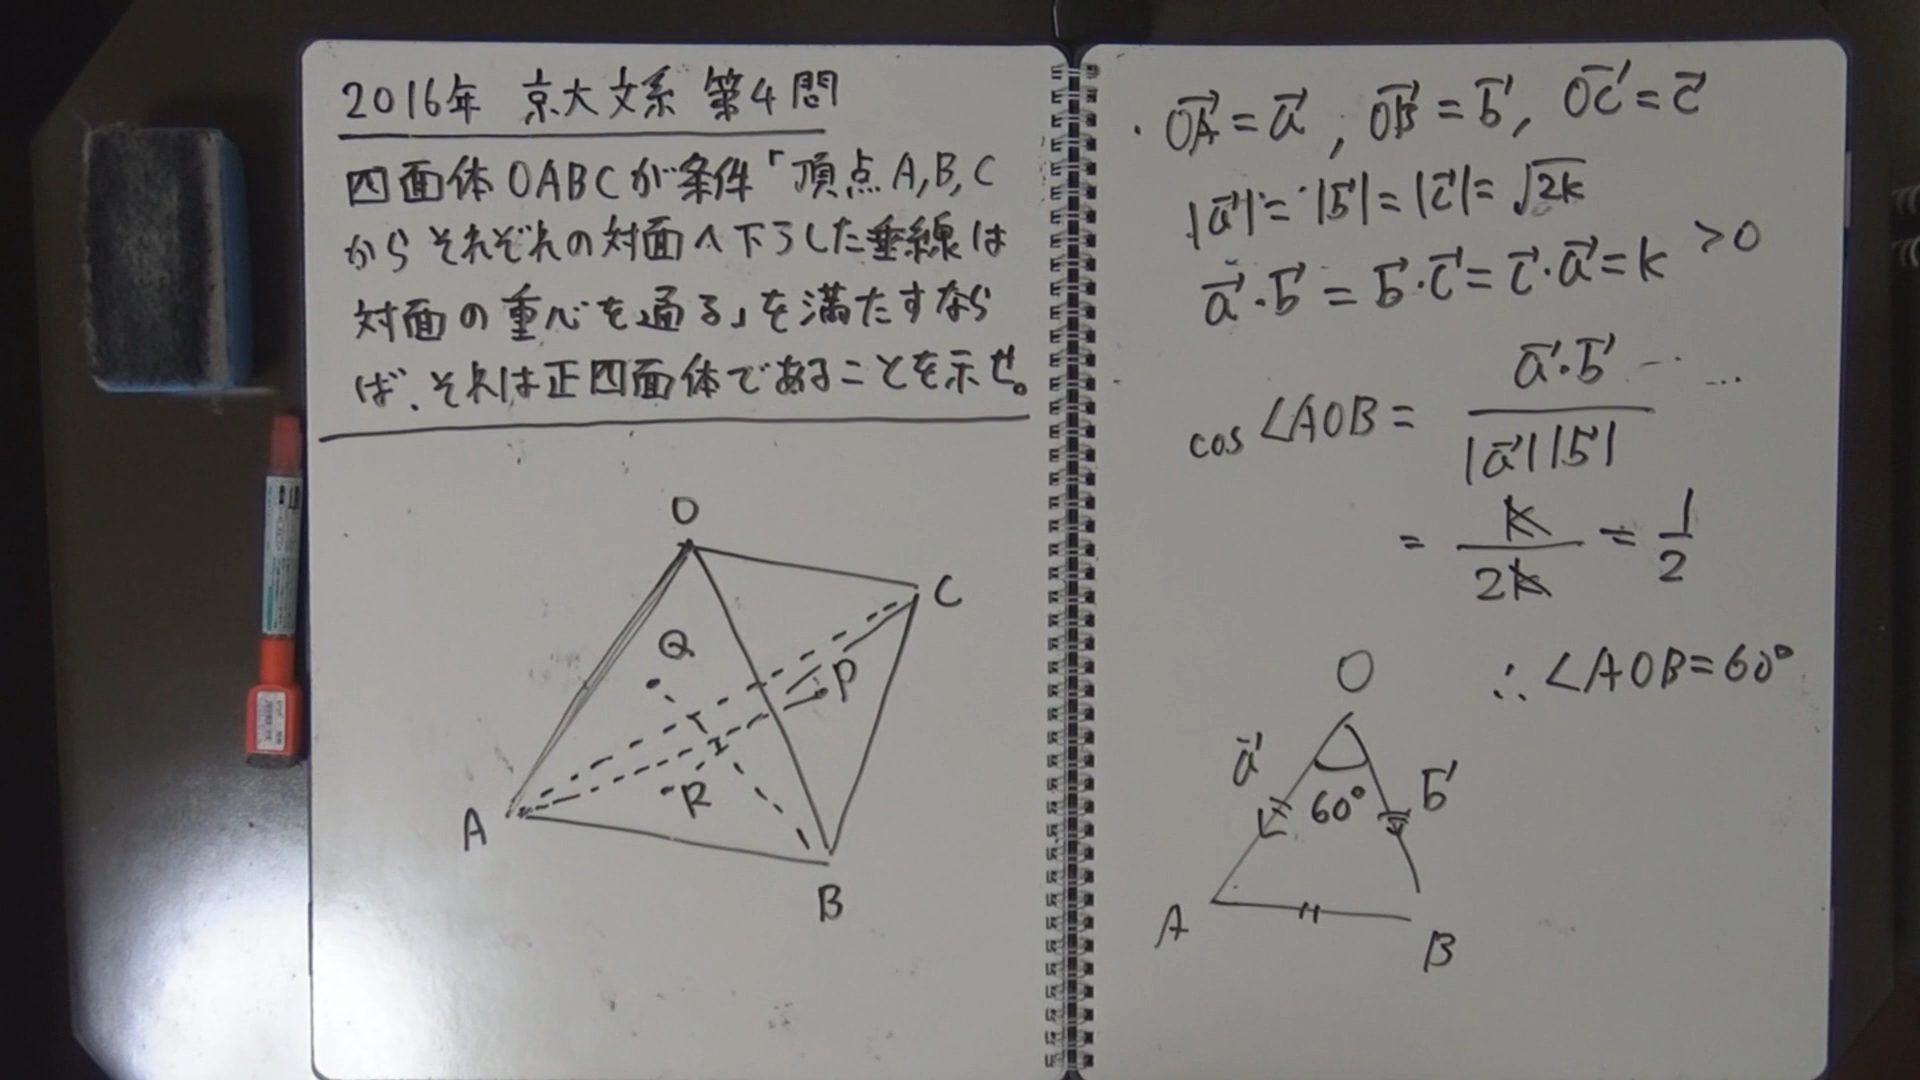 2016年 京大文系 第4問
四面体OABCが条件「頂点A,B,C
からそれぞれの対面へ下ろした垂線は
対面の重心を通る」を満たすなら
ば、それは正四面体であることを示せ。
O
C
Q
P
R
A
B
・OA→=a→, OB→=b→, OC→=c→
|a→|=|b→|=|c→|=√2k
a→・b→=b→・c→=c→・a→=k >0
cos∠AOB= a→・b→ / |a→||b→| ... ...
= k/2k = 1/2
∴∠AOB=60°
O
a→
60°
b→
A
B